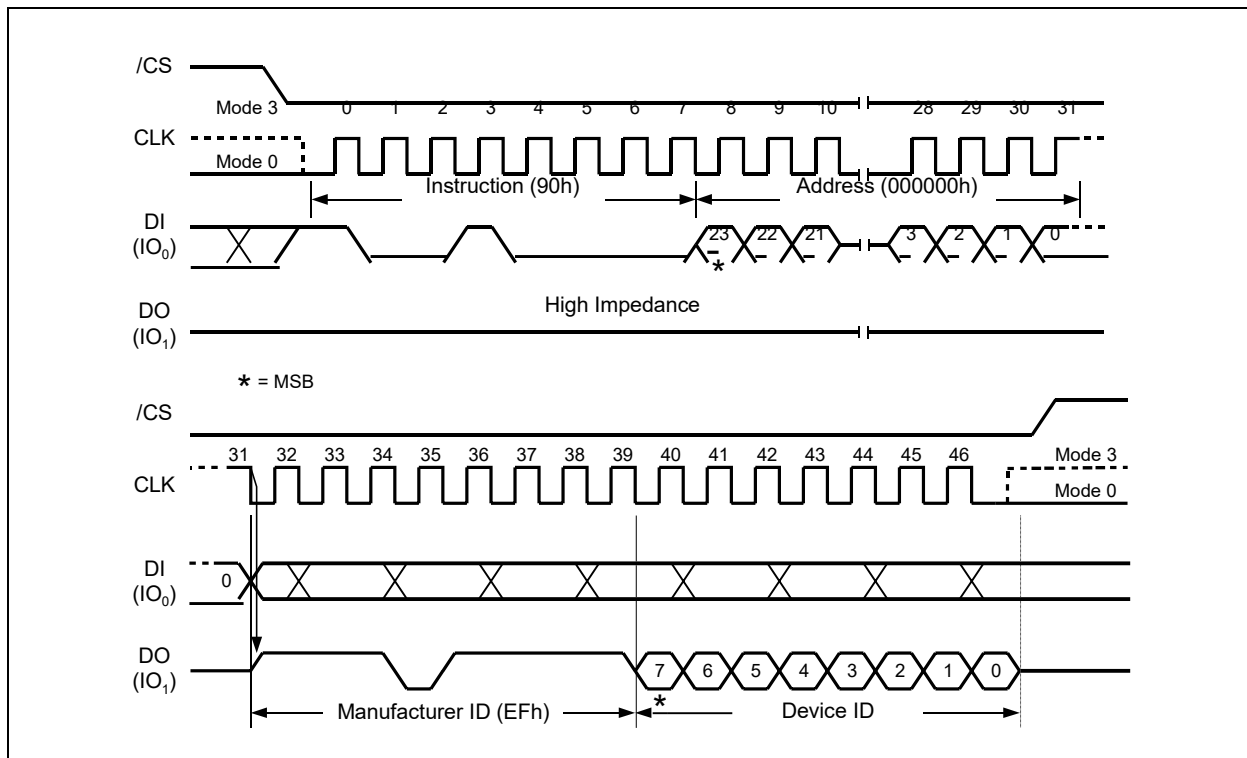 /CS
Mode 3 0 1 2 3 4 5 6 7 8 9 10 28 29 30 31
CLK
Mode 0
Instruction (90h) Address (000000h)
DI
(IO₀)
23 22 21 3 2 1 0
*
High Impedance
DO
(IO₁)
* = MSB
/CS
31 32 33 34 35 36 37 38 39 40 41 42 43 44 45 46 Mode 3
CLK
Mode 0
DI
(IO₀)
0
DO
(IO₁)
7 6 5 4 3 2 1 0
*
Manufacturer ID (EFh) Device ID